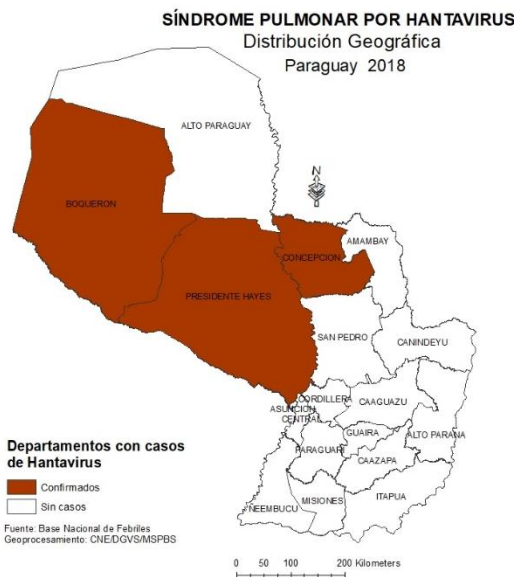 SÍNDROME PULMONAR POR HANTAVIRUS
Distribución Geográfica
Paraguay 2018
ALTO PARAGUAY
N
BOQUERON
AMAMBAY
CONCEPCION
PRESIDENTE HAYES
SAN PEDRO
CANINDEYU
CORDILLERA
CAAGUAZU
ASUNCION
CENTRAL
GUAIRA
ALTO PARANA
PARAGUARI
CAAZAPA
MISIONES
ITAPUA
ÑEEMBUCU
Departamentos con casos
de Hantavirus
Confirmados
Sin casos
Fuente: Base Nacional de Febriles
Geoprocesamiento: CNE/DGVS/MSPBS
0 50 100 200 Kilometers